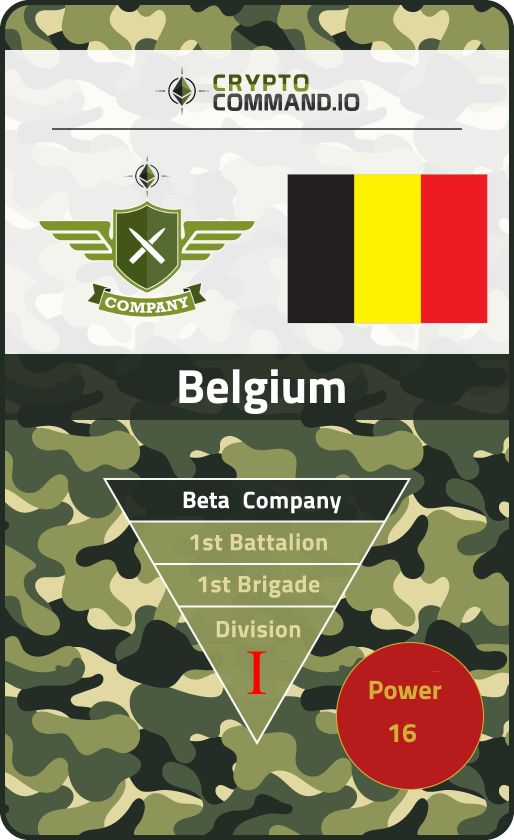 CRYPTO
COMMAND.IO
COMPANY
Belgium
Beta Company
1st Battalion
1st Brigade
Division
I
Power
16